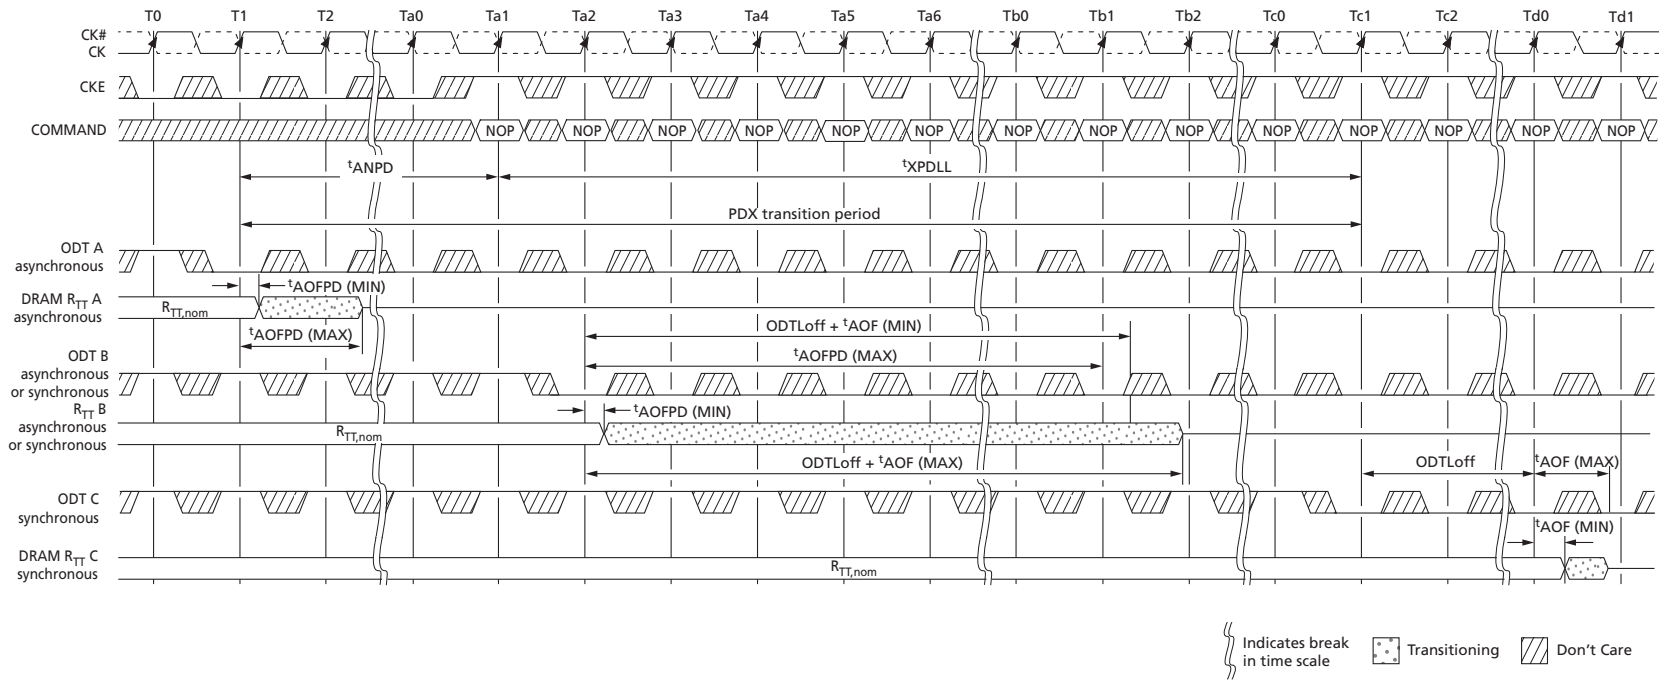 T0 T1 T2 Ta0 Ta1 Ta2 Ta3 Ta4 Ta5 Ta6 Tb0 Tb1 Tb2 Tc0 Tc1 Tc2 Td0 Td1
CK#
CK
CKE
COMMAND NOP NOP NOP NOP NOP NOP NOP NOP NOP NOP NOP NOP NOP NOP
tANPD tXPDLL
PDX transition period
ODT A
asynchronous
tAOFPD (MIN)
DRAM RTT A
asynchronous
RTT,nom
tAOFPD (MAX)
ODTLoff + tAOF (MIN)
tAOFPD (MAX)
ODT B
asynchronous
or synchronous
tAOFPD (MIN)
RTT B
asynchronous
or synchronous
RTT,nom
ODTLoff + tAOF (MAX) ODTLoff tAOF (MAX)
ODT C
synchronous
tAOF (MIN)
DRAM RTT C
synchronous
RTT,nom
Indicates break
in time scale
Transitioning
Don't Care